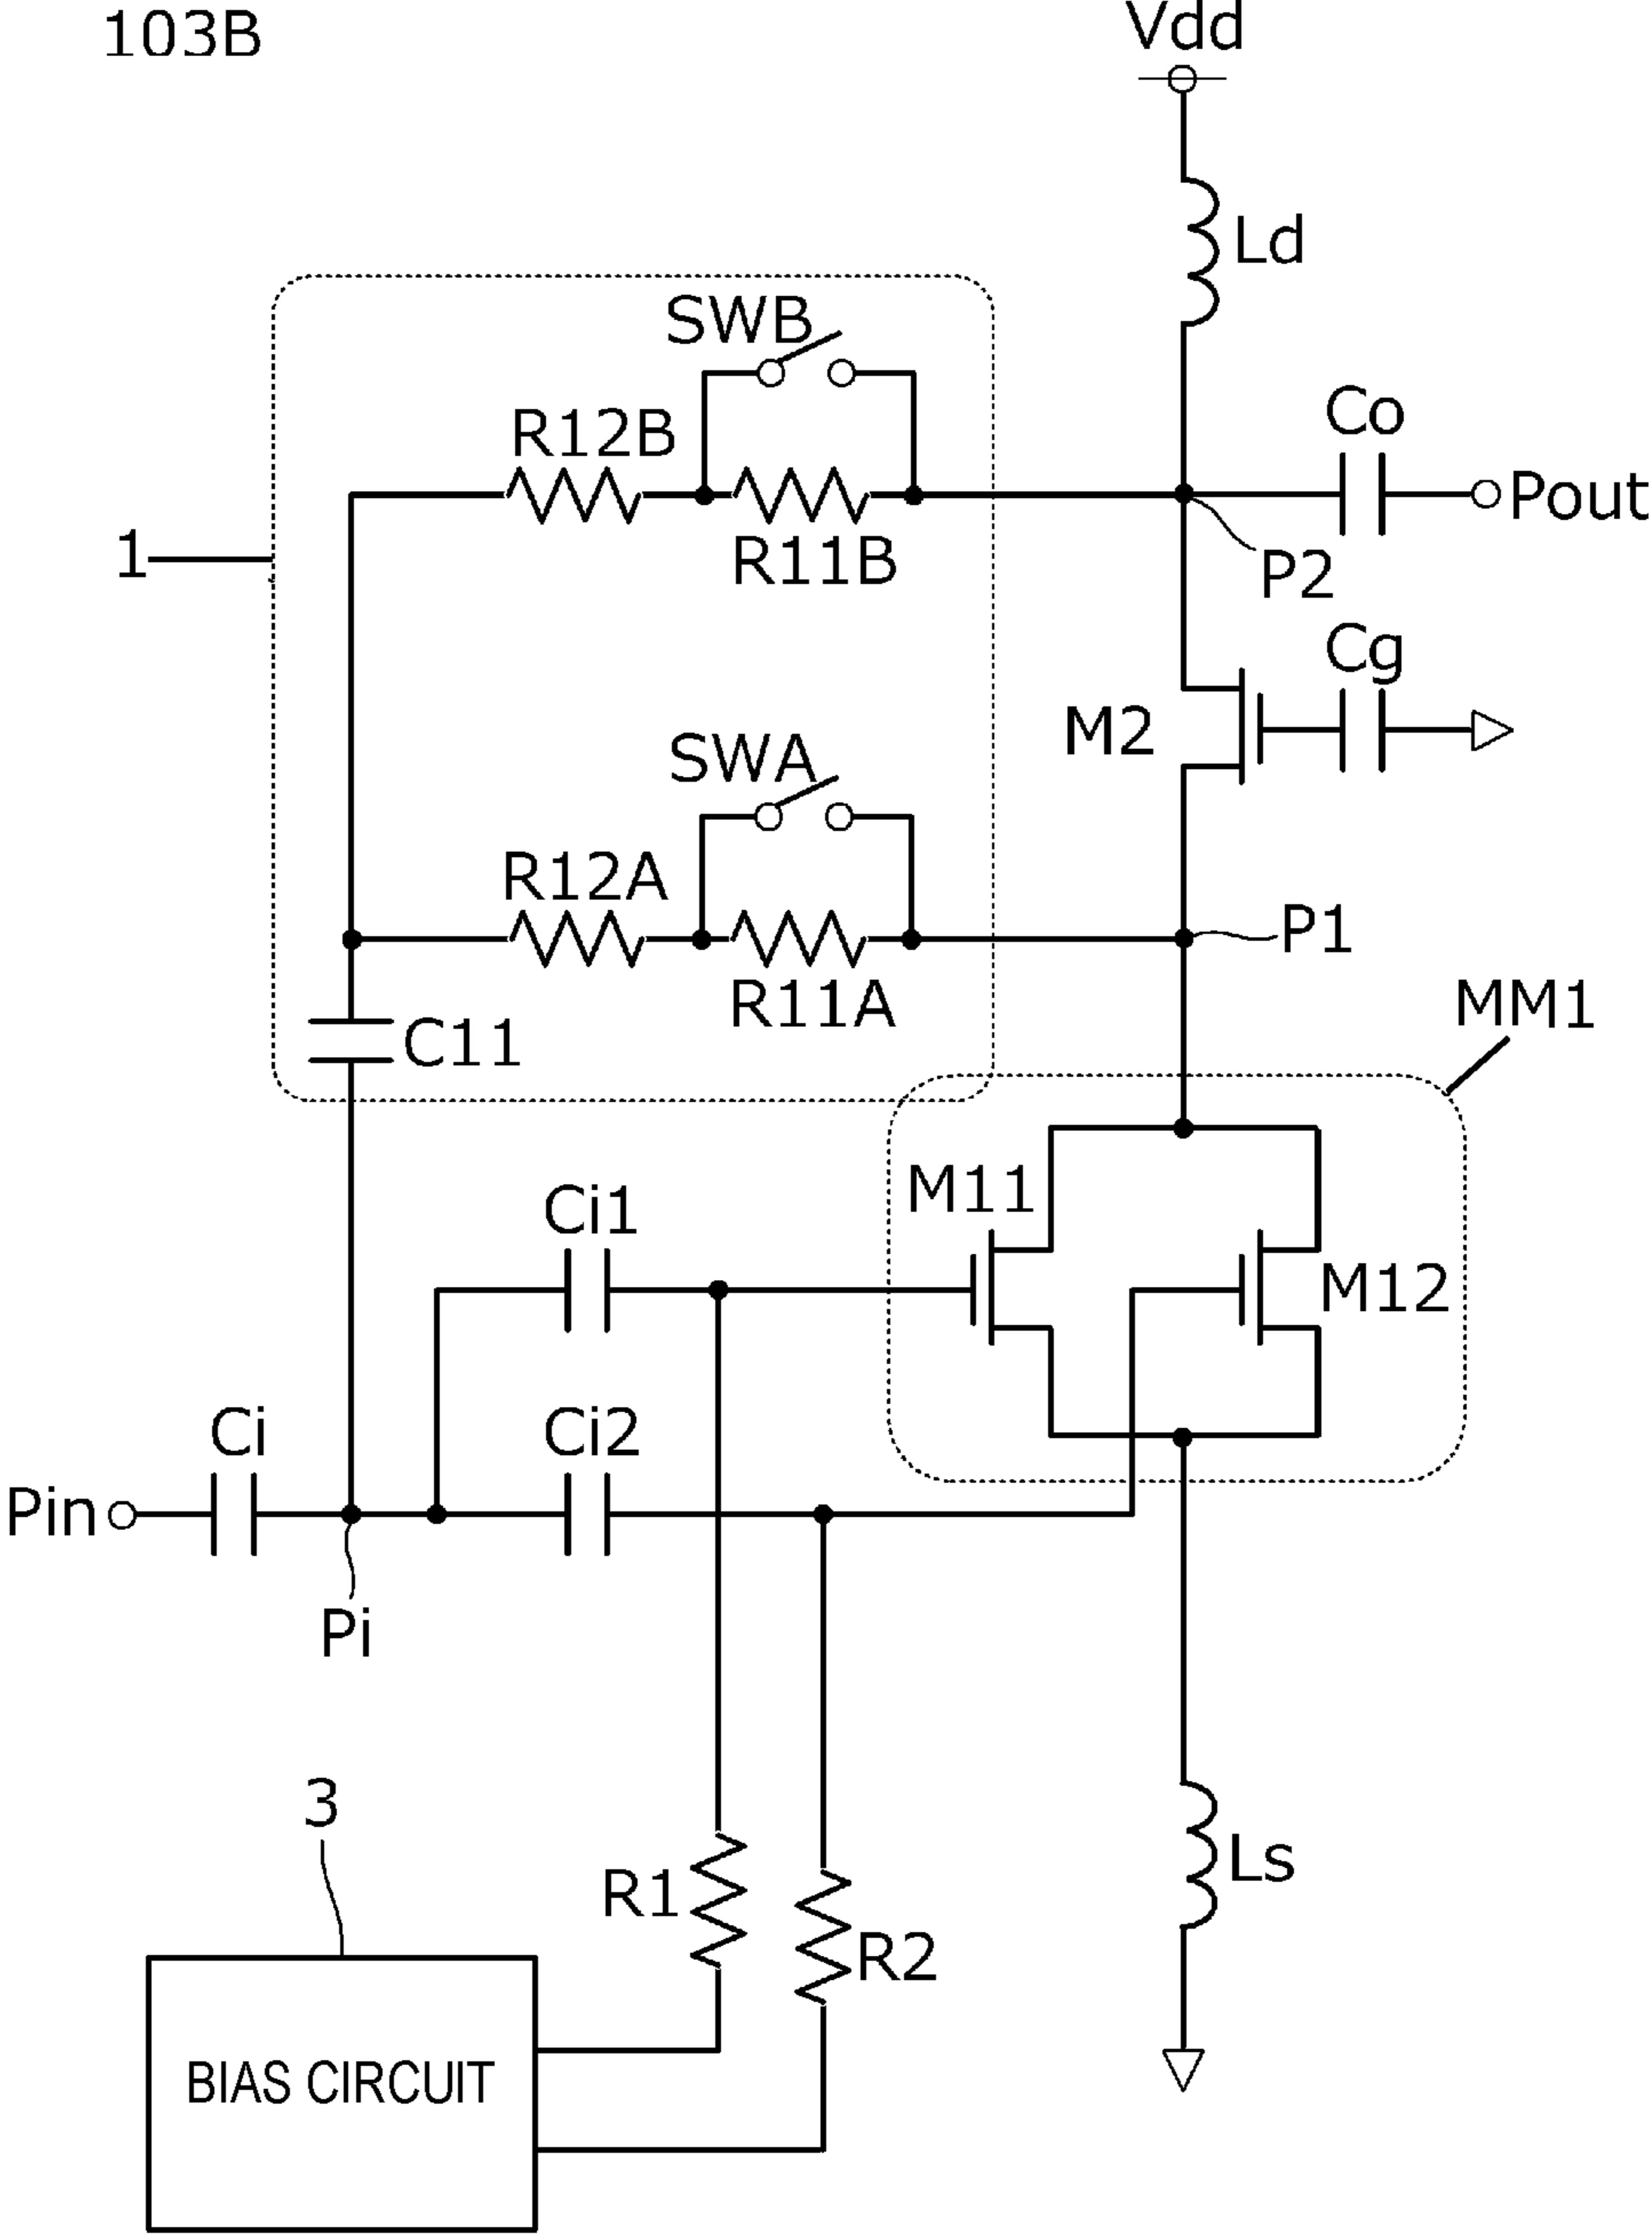 103B
Vdd
Ld
SWB
Co
R12B
Pout
1
R11B
P2
Cg
M2
SWA
R12A
P1
R11A
MM1
C11
M11
Ci1
M12
Ci
Ci2
Pin
Pi
3
Ls
R1
R2
BIAS CIRCUIT